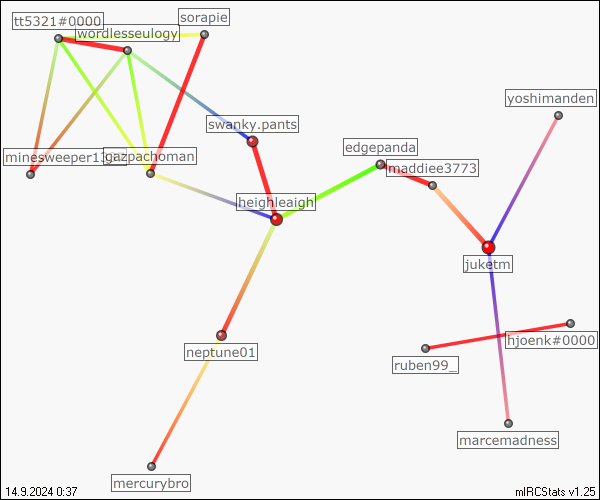 sorapie
tt5321#0000
wordlesseulogy
yoshimanden
swanky.pants
edgepanda
minesweeper13
gazpachoman
maddiee3773
heighleaigh
juketm
hjoenk#0000
neptune01
ruben99_
marcemadness
mercurybro
14.9.2024 0:37
mIRCStats v1.25